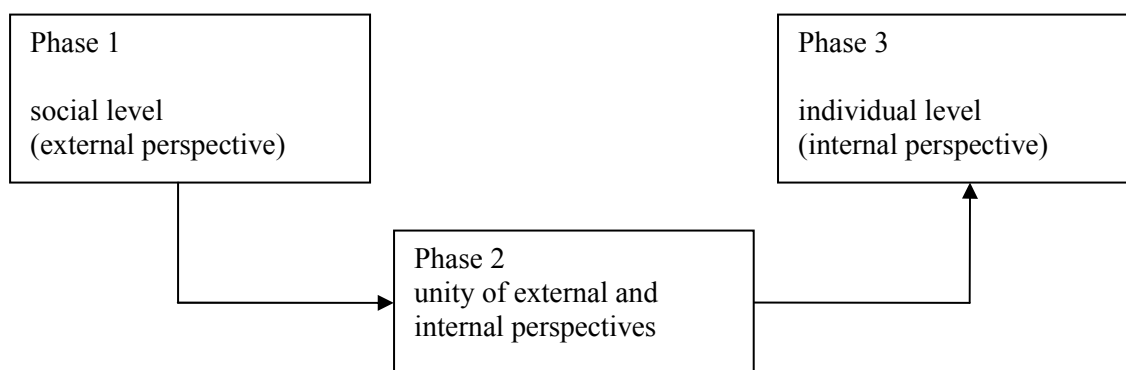 Phase 1
social level
(external perspective)
Phase 2
unity of external and
internal perspectives
Phase 3
individual level
(internal perspective)